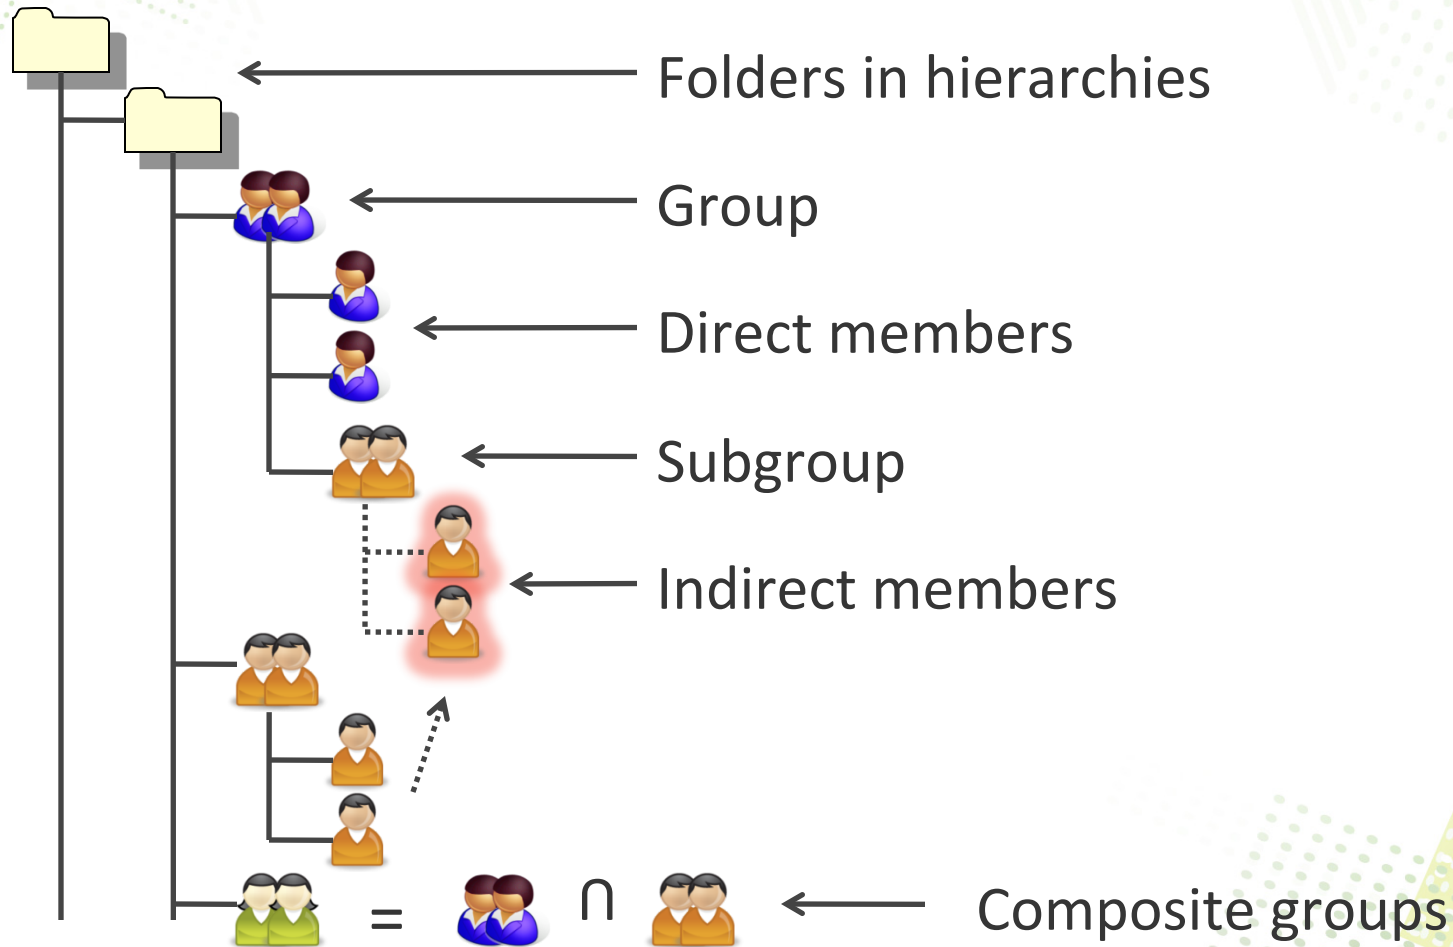 Folders in hierarchies
Group
Direct members
Subgroup
Indirect members
= ∩ Composite groups